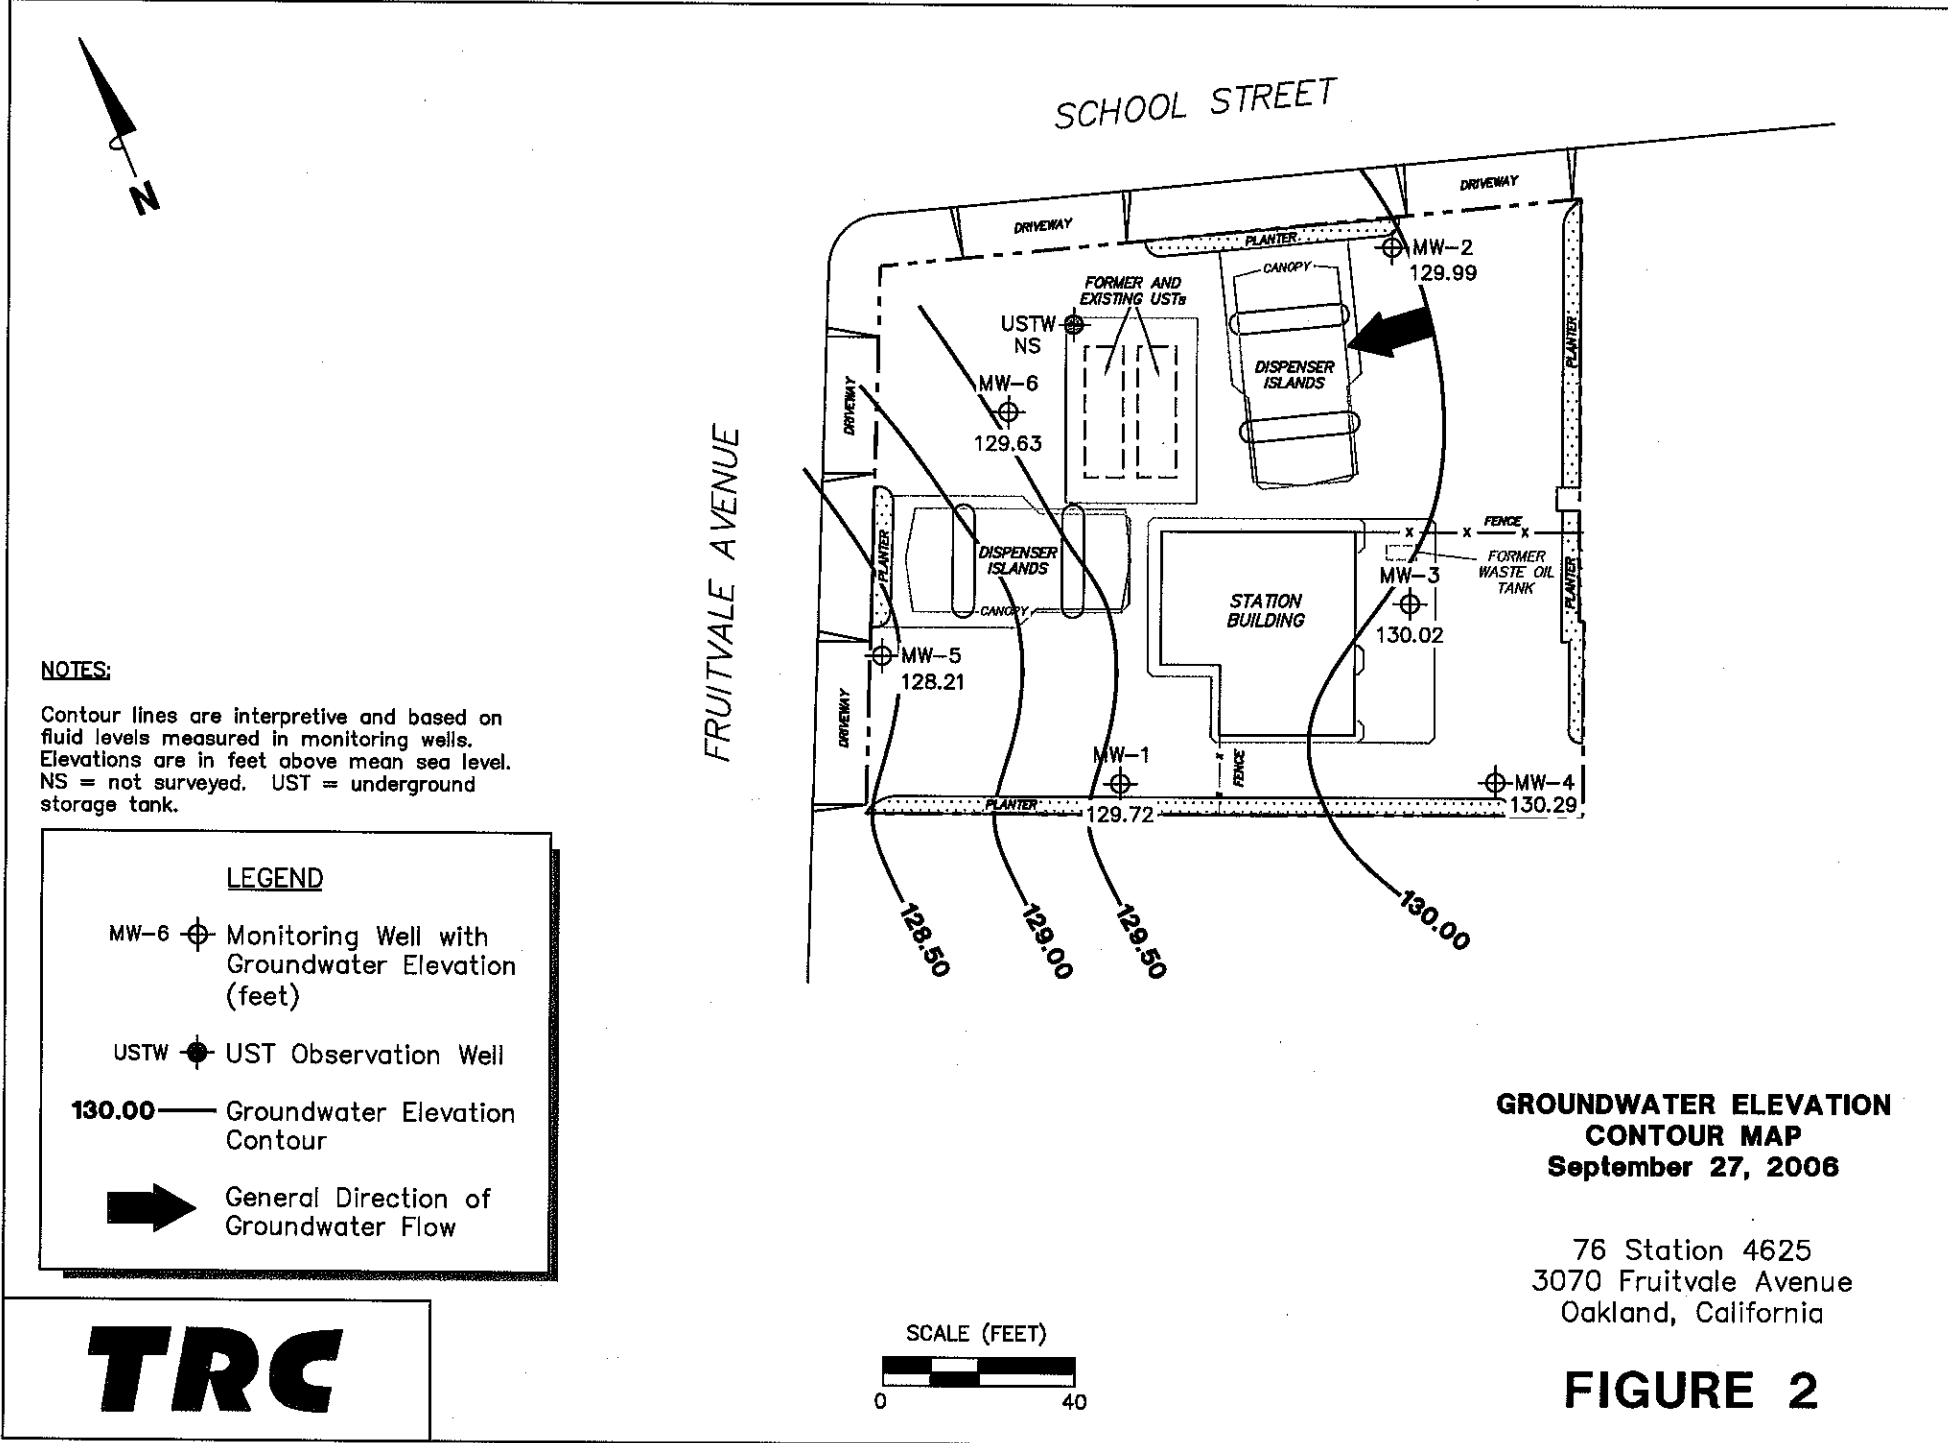 N
SCHOOL STREET
DRIVEWAY
DRIVEWAY
PLANTER
MW-2
129.99
CANOPY
FORMER AND
EXISTING USTs
USTW
NS
PLANTER
DISPENSER
ISLANDS
MW-6
129.63
DRIVEWAY
FRUITVALE AVENUE
PLANTER
DISPENSER
ISLANDS
CANOPY
x x x
FENCE
FORMER
WASTE OIL
TANK
MW-3
130.02
PLANTER
STATION
BUILDING
MW-5
128.21
DRIVEWAY
MW-1
129.72
x
FENCE
PLANTER
MW-4
130.29
128.50
129.00
129.50
130.00
NOTES:
Contour lines are interpretive and based on
fluid levels measured in monitoring wells.
Elevations are in feet above mean sea level.
NS = not surveyed. UST = underground
storage tank.
LEGEND
MW-6 Monitoring Well with
Groundwater Elevation
(feet)
USTW UST Observation Well
130.00 Groundwater Elevation
Contour
General Direction of
Groundwater Flow
TRC
SCALE (FEET)
0 40
GROUNDWATER ELEVATION
CONTOUR MAP
September 27, 2006
76 Station 4625
3070 Fruitvale Avenue
Oakland, California
FIGURE 2